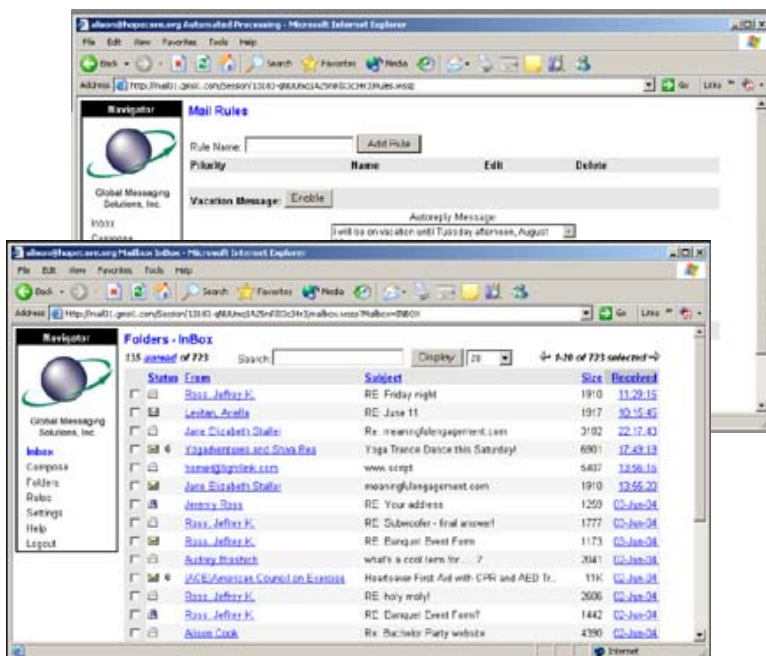 alison@hopecare.org Automated Processing - Microsoft Internet Explorer
File Edit View Favorites Tools Help
Back Search Favorites Media
Address Go Links
Navigator
Global Messaging
Solutions, Inc.
Inbox
Compose
Mail Rules
Rule Name: Add Rule
Priority Name Edit Delete
Vacation Message: Enable
Autoreply Message
I will be on vacation until Tuesday afternoon, August
Mailbox InBox - Microsoft Internet Explorer
File Edit View Favorites Tools Help
Back Search Favorites Media
Address Go Links
Navigator
Global Messaging
Solutions, Inc.
Inbox
Compose
Folders
Rules
Settings
Help
Logout
Folders - InBox
135 unread of 723 Search: Display 20 1-20 of 723 selected
Status From Subject Size Received
Ross, Jeffrey K. RE: Friday night 1910 11:29:15
Levitan, Arella RE: June 11 1917 10:15:45
Jane Elizabeth Staller Re: meaningfulengagement.com 3102 22:17:43
Yogadventures and Shiva Rea Yoga Trance Dance this Saturday! 6901 17:49:19
www.script 13:56:16
Jane Elizabeth Staller meaningfulengagement.com 1910 13:55:20
Jeremy Ross RE: Your address 1259 03-Jun-04
Ross, Jeffrey K. RE: Subwoofer - final answer! 1777 02-Jun-04
Ross, Jeffrey K. RE: Banquet Event Form 1173 02-Jun-04
Audrey what's a cool term for.....? 2041 02-Jun-04
(ACE)American Council on Exercise Heartsaver First Aid with CPR and AED Tr... 11K 02-Jun-04
Ross, Jeffrey K. RE: holy moly! 2606 02-Jun-04
Ross, Jeffrey K. RE: Banquet Event Form? 1442 02-Jun-04
Alison Cook Re: Bachelor Party website 4390 02-Jun-04
Internet